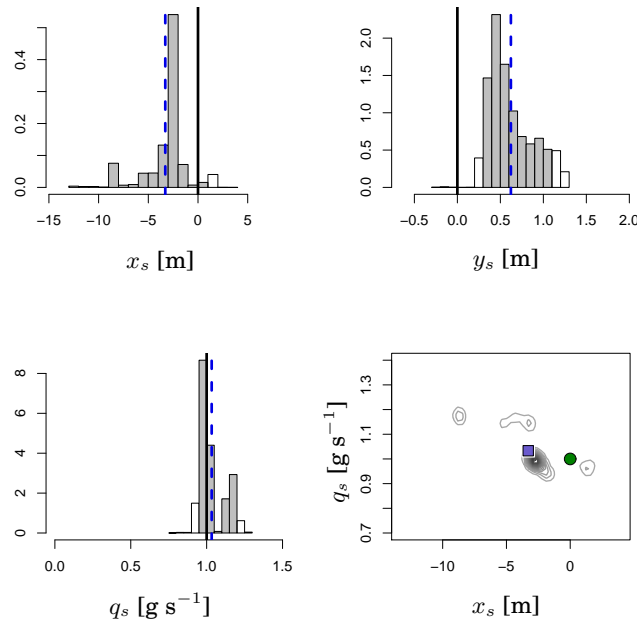 0.0 0.2 0.4
−15 −10 −5 0 5
x_s [m]
0.0 0.5 1.0 1.5 2.0
−0.5 0.0 0.5 1.0 1.5 2.0
y_s [m]
0 2 4 6 8
0.0 0.5 1.0 1.5
q_s [g s⁻¹]
q_s [g s⁻¹]
0.7 0.9 1.1 1.3
−10 −5 0
x_s [m]